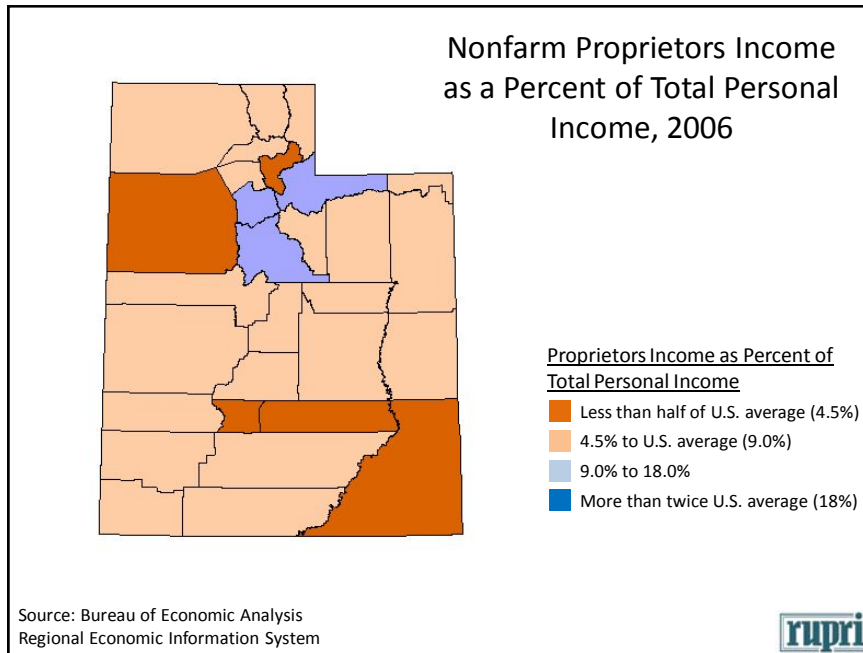 Nonfarm Proprietors Income
as a Percent of Total Personal
Income, 2006
Proprietors Income as Percent of
Total Personal Income
Less than half of U.S. average (4.5%)
4.5% to U.S. average (9.0%)
9.0% to 18.0%
More than twice U.S. average (18%)
Source: Bureau of Economic Analysis
Regional Economic Information System
rupri